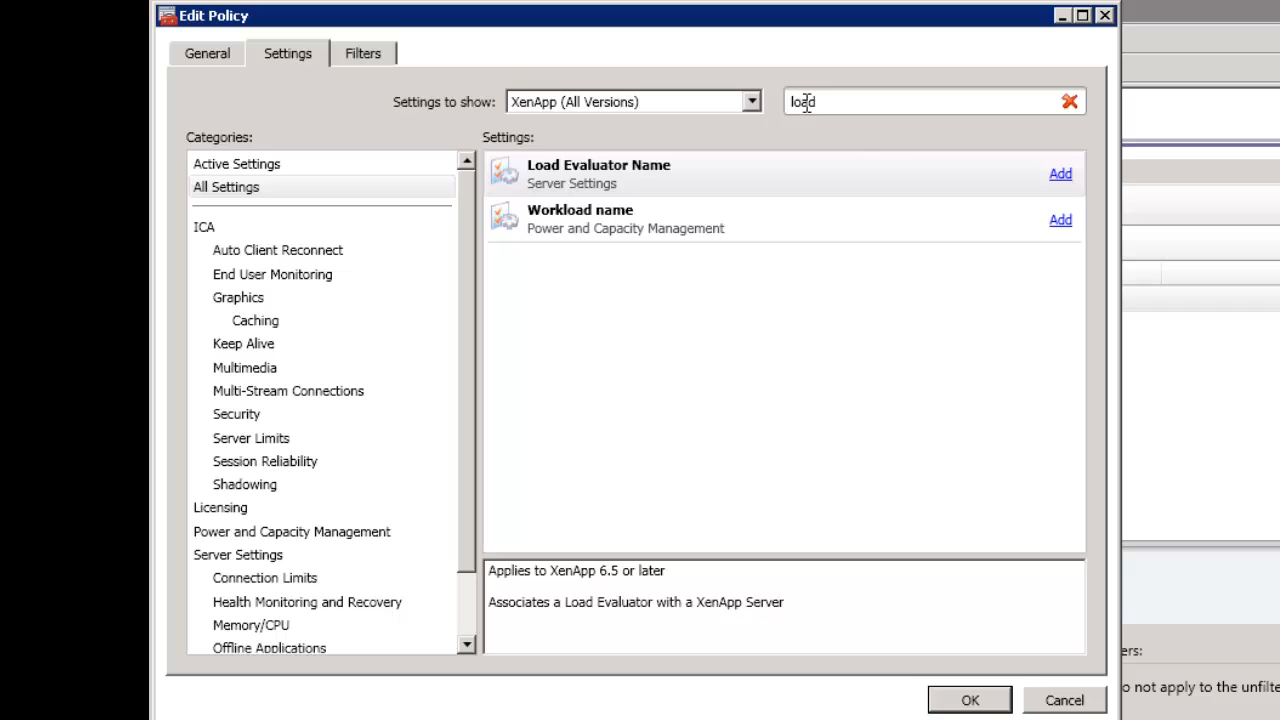 Edit Policy
General
Settings
Filters
Settings to show:
XenApp (All Versions)
load
Categories:
Settings:
Active Settings
All Settings
ICA
Auto Client Reconnect
End User Monitoring
Graphics
Caching
Keep Alive
Multimedia
Multi-Stream Connections
Security
Server Limits
Session Reliability
Shadowing
Licensing
Power and Capacity Management
Server Settings
Connection Limits
Health Monitoring and Recovery
Memory/CPU
Offline Applications
Load Evaluator Name
Server Settings
Add
Workload name
Power and Capacity Management
Add
Applies to XenApp 6.5 or later
Associates a Load Evaluator with a XenApp Server
OK
Cancel
ers:
o not apply to the unfilte